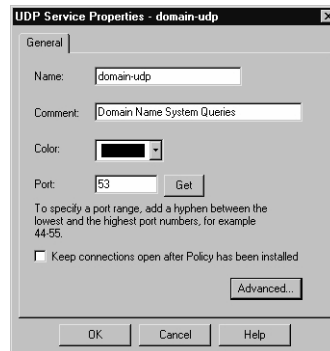 UDP Service Properties - domain-udp
General
Name: domain-udp
Comment: Domain Name System Queries
Color:
Port: 53 Get
To specify a port range, add a hyphen between the
lowest and the highest port numbers, for example
44-55.
Keep connections open after Policy has been installed
Advanced...
OK Cancel Help